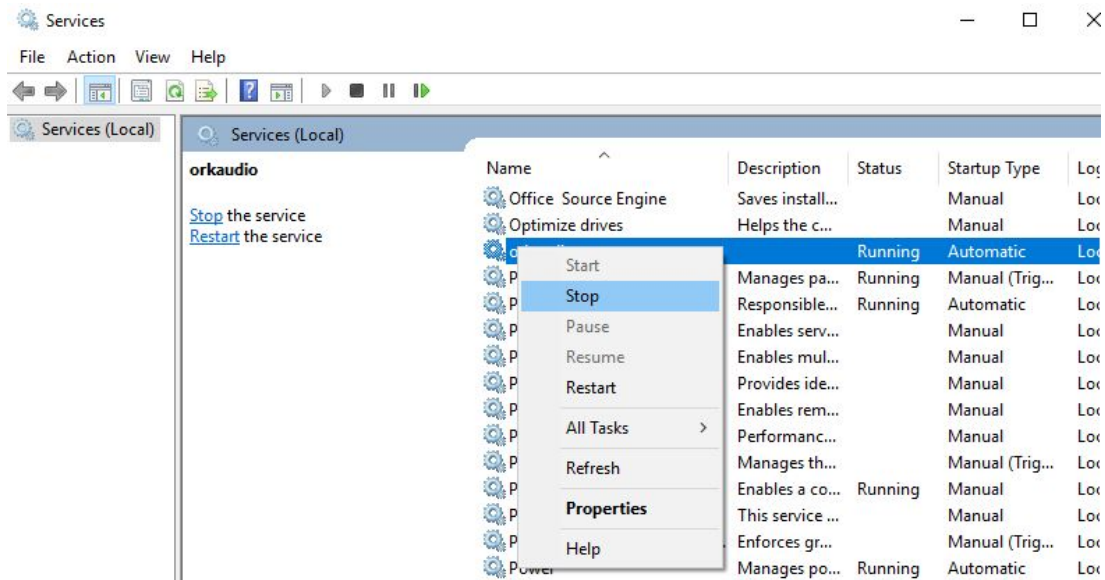 Services
File Action View Help
Services (Local)
Services (Local)
orkaudio
Stop the service
Restart the service
Name Description Status Startup Type
Office Source Engine Saves install... Manual
Optimize drives Helps the c... Manual
Running Automatic
Manages pa... Running Manual (Trig...
Responsible... Running Automatic
Enables serv... Manual
Enables mul... Manual
Provides ide... Manual
Enables rem... Manual
Performanc... Manual
Manages th... Manual (Trig...
Enables a co... Running Manual
This service ... Manual
Enforces gr... Manual (Trig...
Power Manages po... Running Automatic
Start
Stop
Pause
Resume
Restart
All Tasks
Refresh
Properties
Help